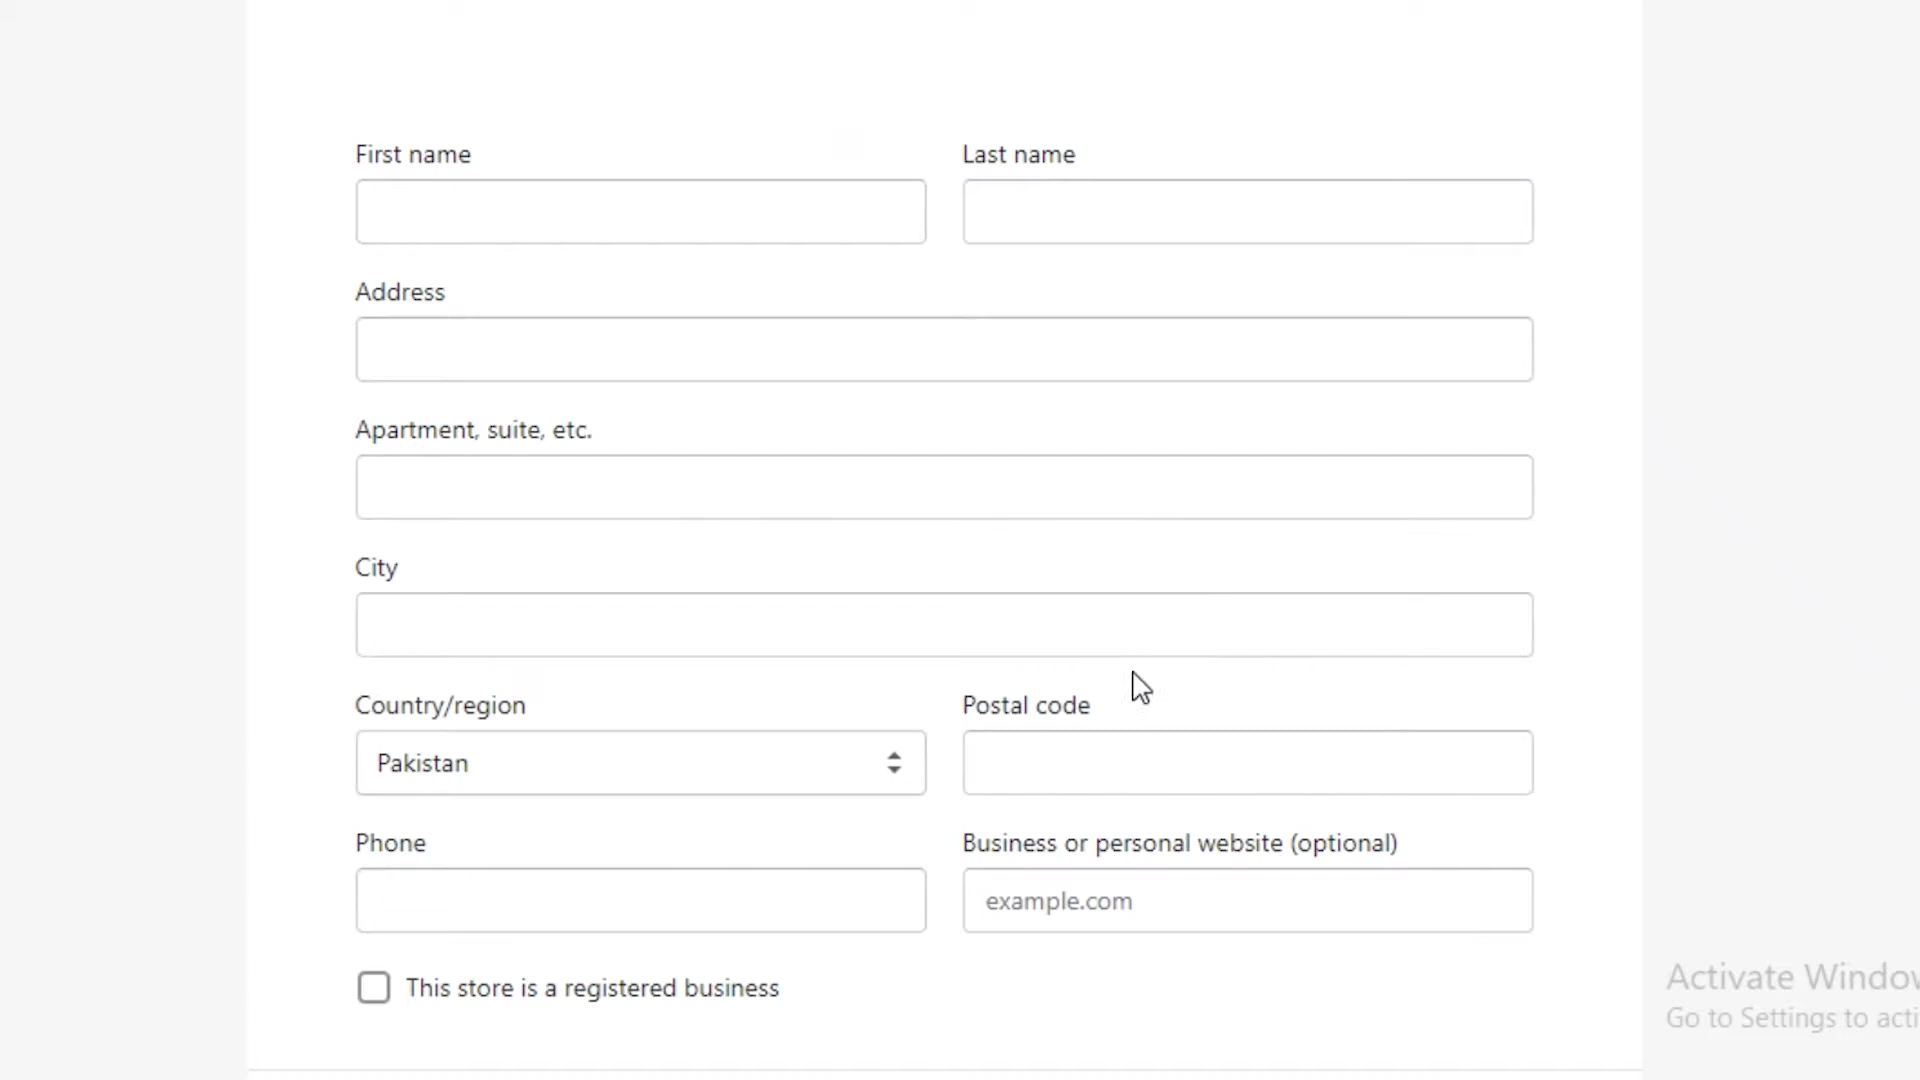 First name
Last name
Address
Apartment, suite, etc.
City
Country/region
Postal code
Pakistan
Phone
Business or personal website (optional)
example.com
This store is a registered business
Activate Window
Go to Settings to acti